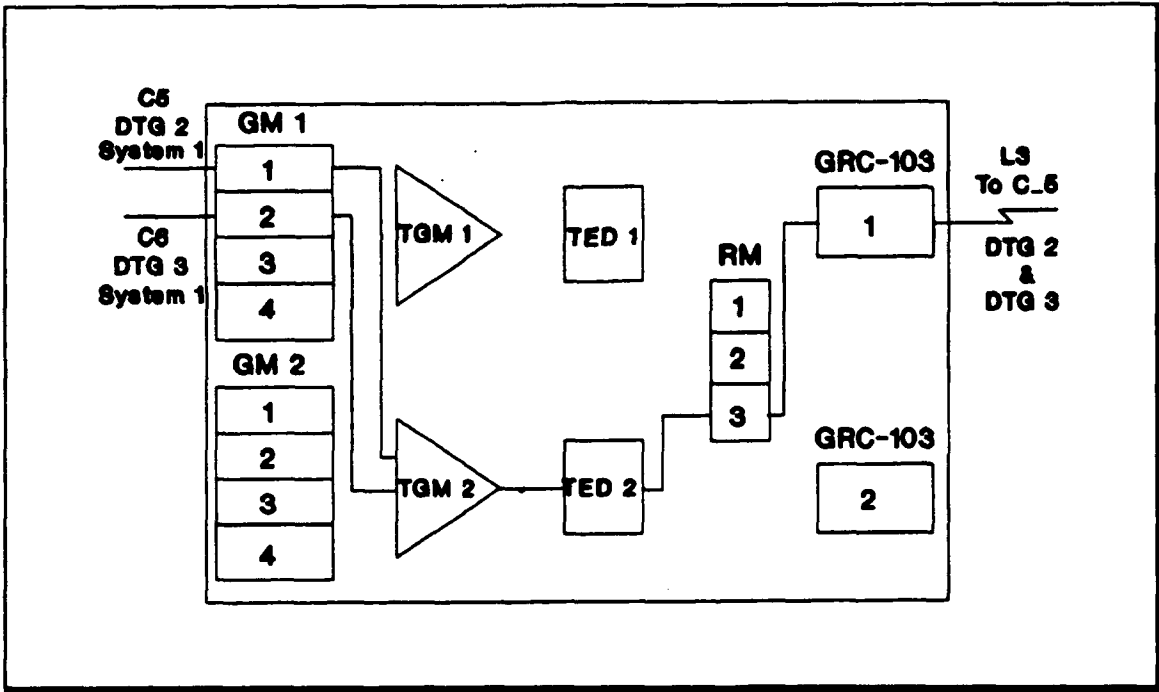 C5
DTG 2
System 1
C6
DTG 3
System 1
GM 1
1
2
3
4
GM 2
1
2
3
4
TGM 1
TGM 2
TED 1
TED 2
RM
1
2
3
GRC-103
1
GRC-103
2
L3
To C_5
DTG 2
&
DTG 3